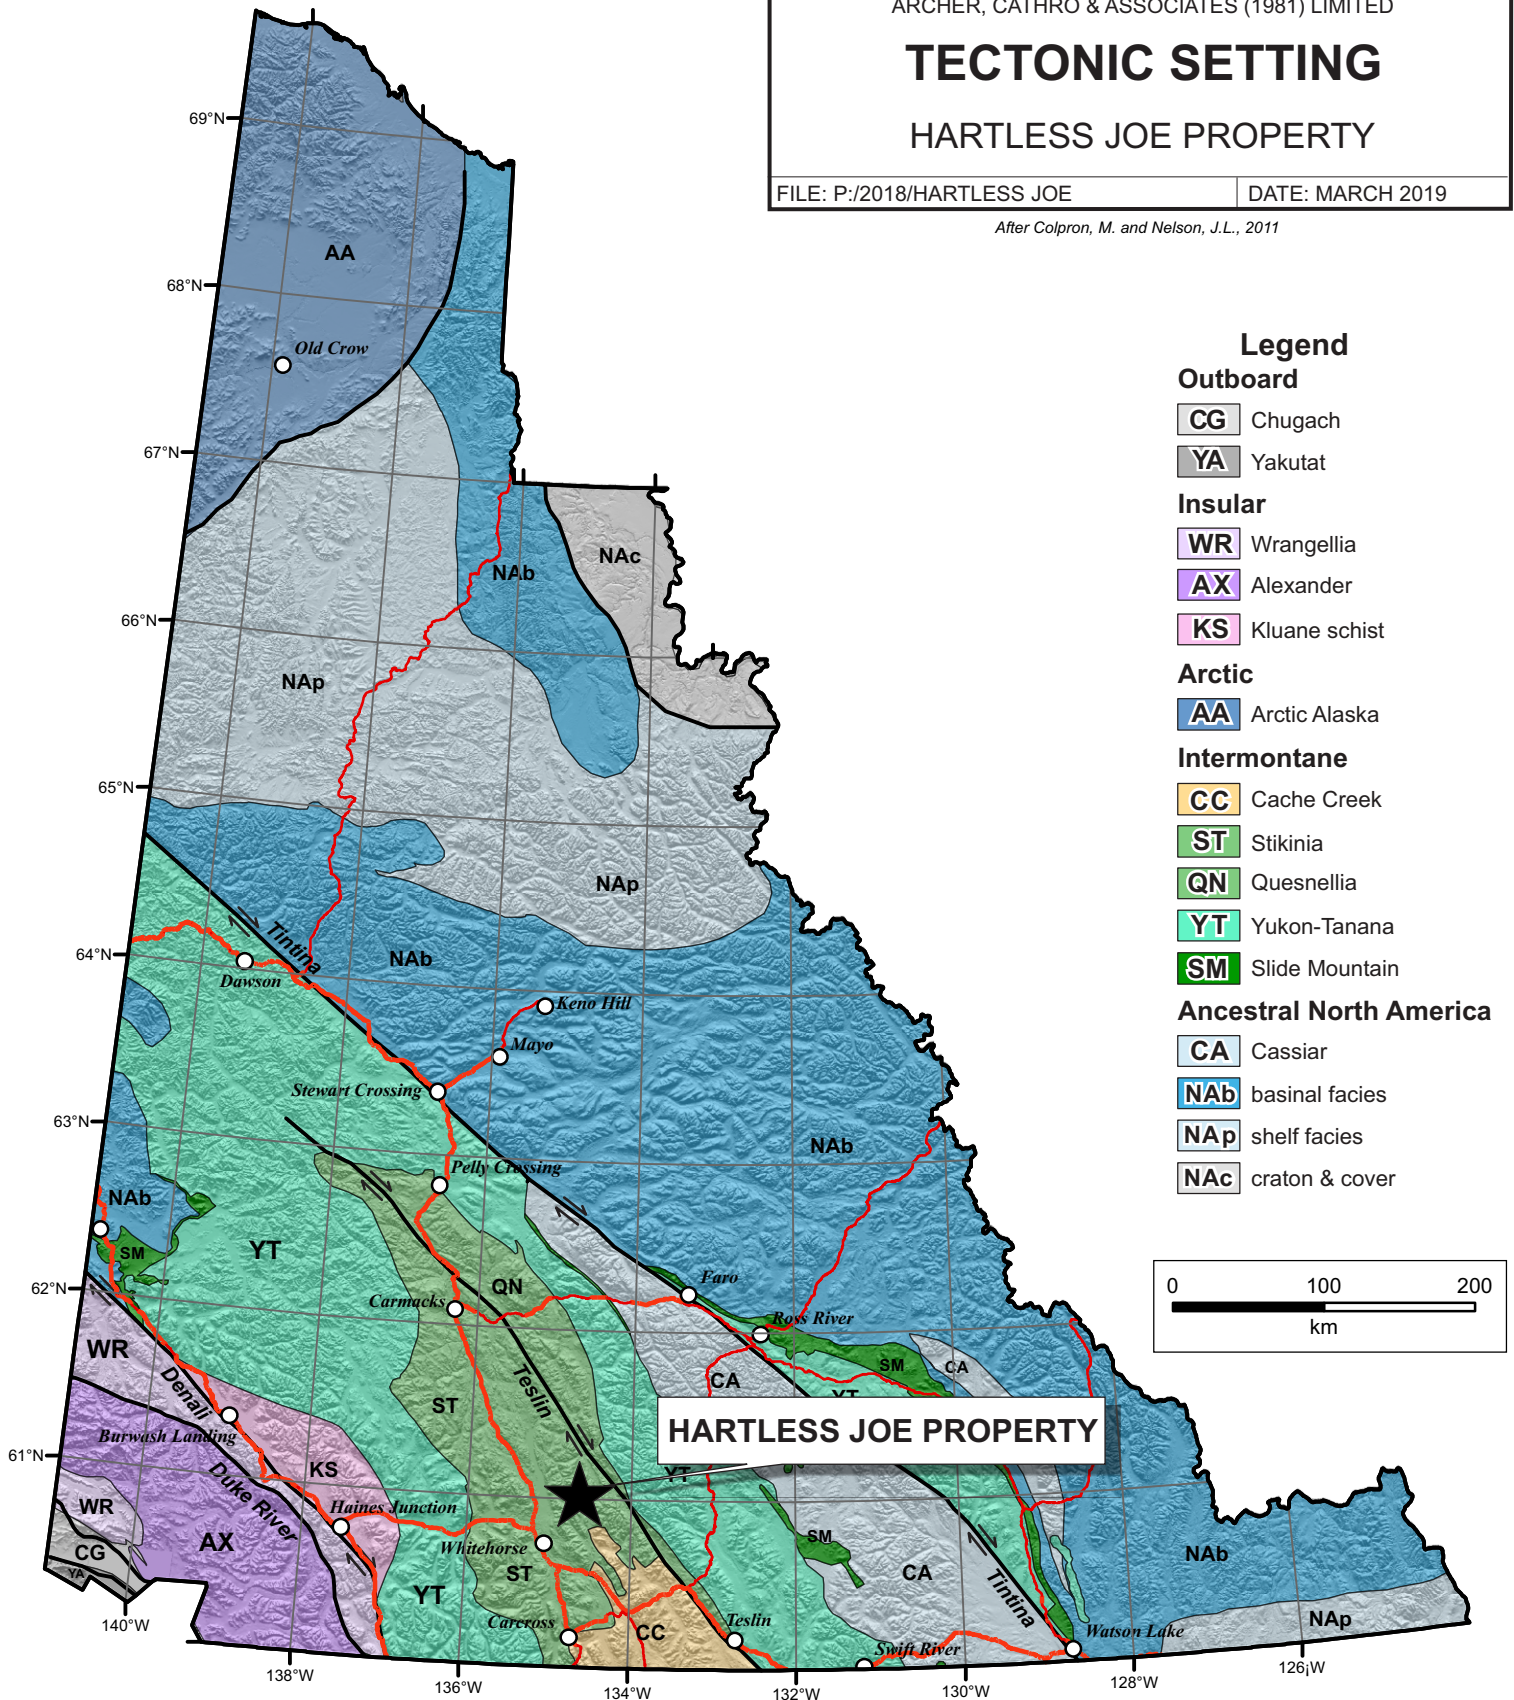 ARCHER, CATHRO & ASSOCIATES (1981) LIMITED
TECTONIC SETTING
HARTLESS JOE PROPERTY
FILE: P:/2018/HARTLESS JOE
DATE: MARCH 2019
After Colpron, M. and Nelson, J.L., 2011
Legend
Outboard
CG Chugach
YA Yakutat
Insular
WR Wrangellia
AX Alexander
KS Kluane schist
Arctic
AA Arctic Alaska
Intermontane
CC Cache Creek
ST Stikinia
QN Quesnellia
YT Yukon-Tanana
SM Slide Mountain
Ancestral North America
CA Cassiar
NAb basinal facies
NAp shelf facies
NAc craton & cover
0 100 200
km
69°N
68°N
67°N
66°N
65°N
64°N
63°N
62°N
61°N
140°W
138°W
136°W
134°W
132°W
130°W
128°W
126°W
AA
Old Crow
NAc
NAb
NAp
NAp
Tintina
NAb
Dawson
Keno Hill
Mayo
Stewart Crossing
NAb
Pelly Crossing
NAb
SM
YT
QN
Faro
Carmacks
Ross River
WR
SM
CA
Denali
Teslin
CA
YT
ST
HARTLESS JOE PROPERTY
Burwash Landing
KS
Duke River
YT
WR
Haines Junction
AX
Whitehorse
SM
CG
YA
ST
CA
NAb
YT
Tintina
Carcross
CC
Teslin
Swift River
Watson Lake
NAp